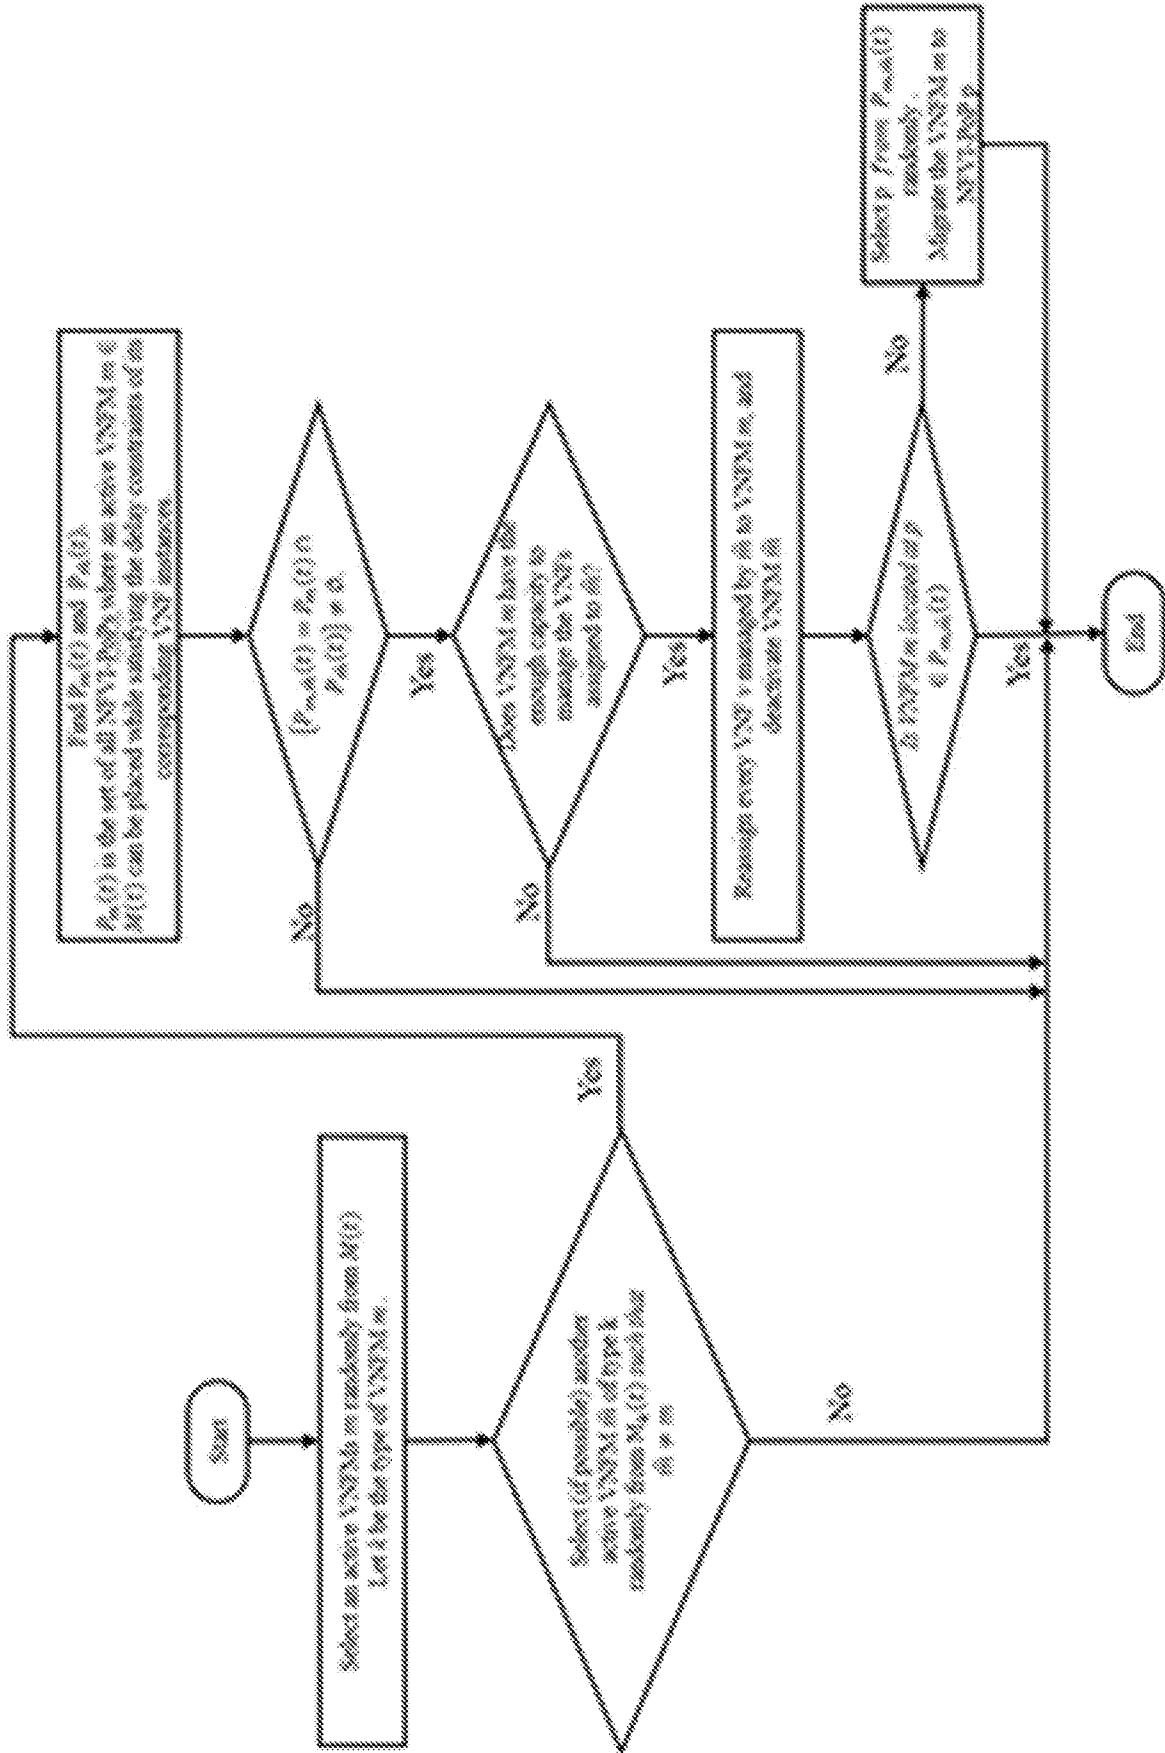 Start
Select an active VNFMs m randomly from M(t)
Let k be the type of VNFM m.
Select (if possible) another
active VNFM m̂ of type k
randomly from Mₖ(t) such that
m̂ ≠ m
Yes
No
Find Pₘ(t) and Pₘ̂(t).
Pₘ(t) is the set of all NFVI-PoPs where an active VNFM m ∈
M(t) can be placed while satisfying the delay constraints of its
corresponding VNF instances.
[Pₘ,ₘ̂(t) = Pₘ(t) ∩
Pₘ̂(t)] ≠ ∅.
No
Yes
Does VNFM m have the
enough capacity to
manage the VNFs
assigned to m̂?
No
Yes
Reassign every VNF v managed by m̂ to VNFM m, and
deactivate VNFM m̂
Is VNFM m located at p
∈ Pₘ,ₘ̂(t)
No
Yes
Select p from Pₘ,ₘ̂(t)
randomly.
Migrate the VNFM m to
NFVI-PoP p
End